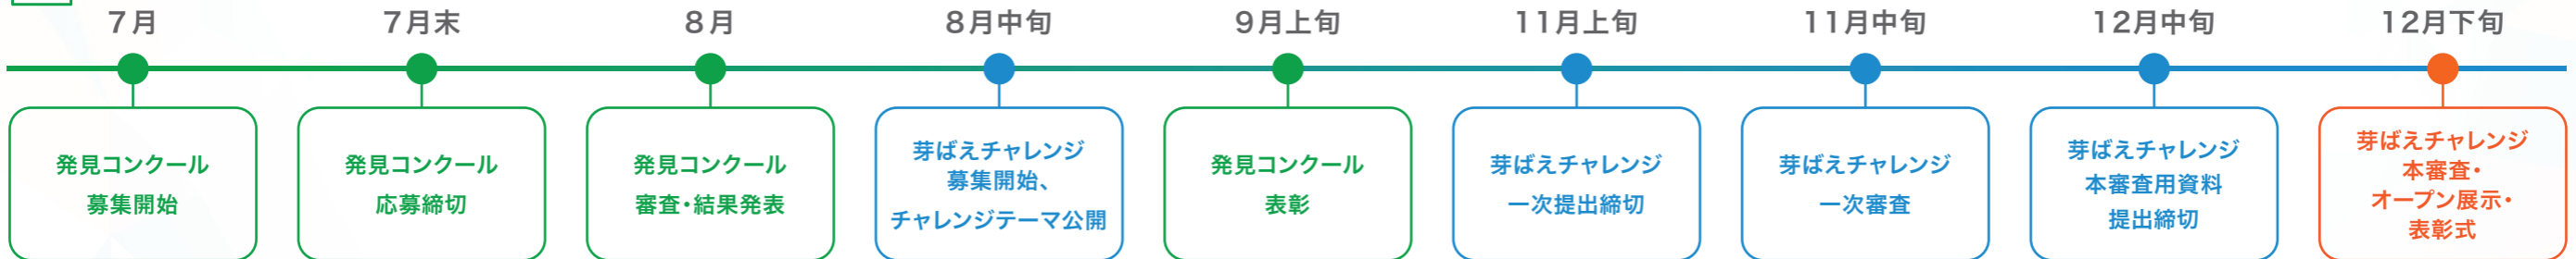 7月
7月末
8月
8月中旬
9月上旬
11月上旬
11月中旬
12月中旬
12月下旬
発見コンクール
募集開始
発見コンクール
応募締切
発見コンクール
審査・結果発表
芽ばえチャレンジ
募集開始、
チャレンジテーマ公開
発見コンクール
表彰
芽ばえチャレンジ
一次提出締切
芽ばえチャレンジ
一次審査
芽ばえチャレンジ
本審査用資料
提出締切
芽ばえチャレンジ
本審査・
オープン展示・
表彰式